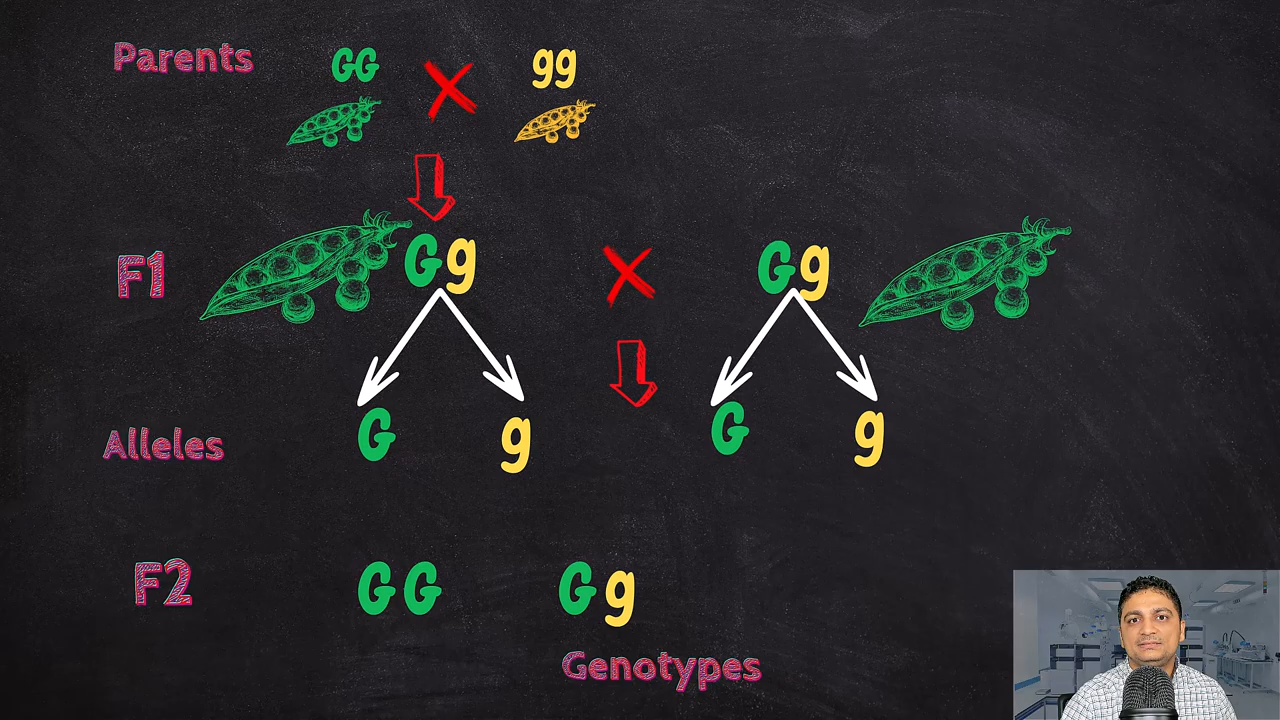 Parents GG gg
F1 Gg Gg
Alleles G g G g
F2 GG Gg
Genotypes